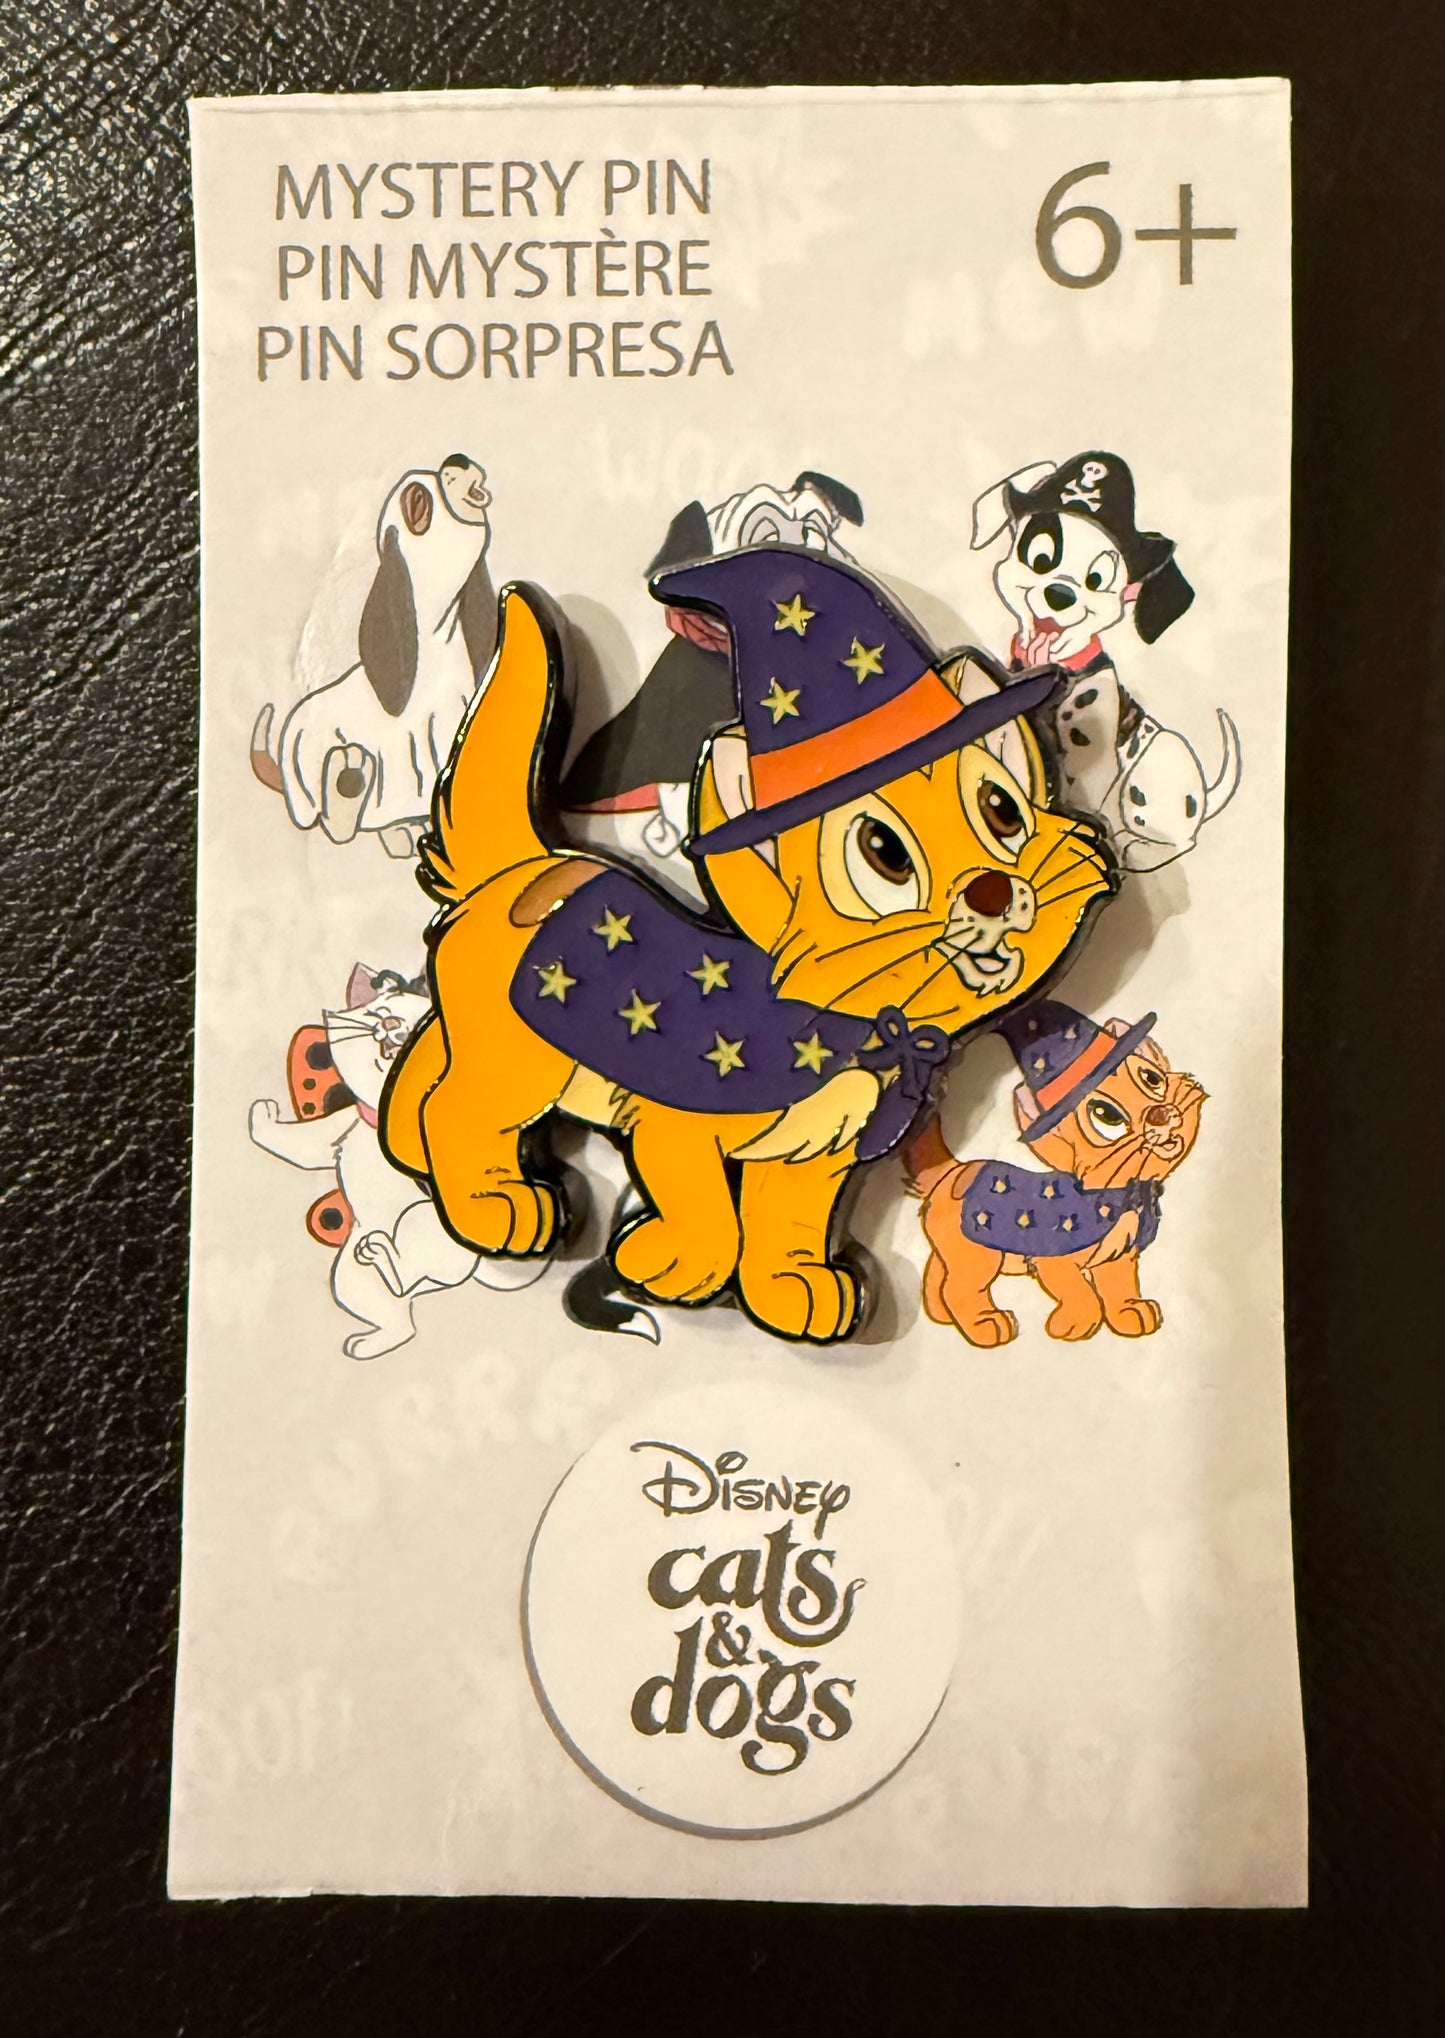 MYSTERY PIN
PIN MYSTÈRE
PIN SORPRESA
6+
Disney
cats
&
dogs